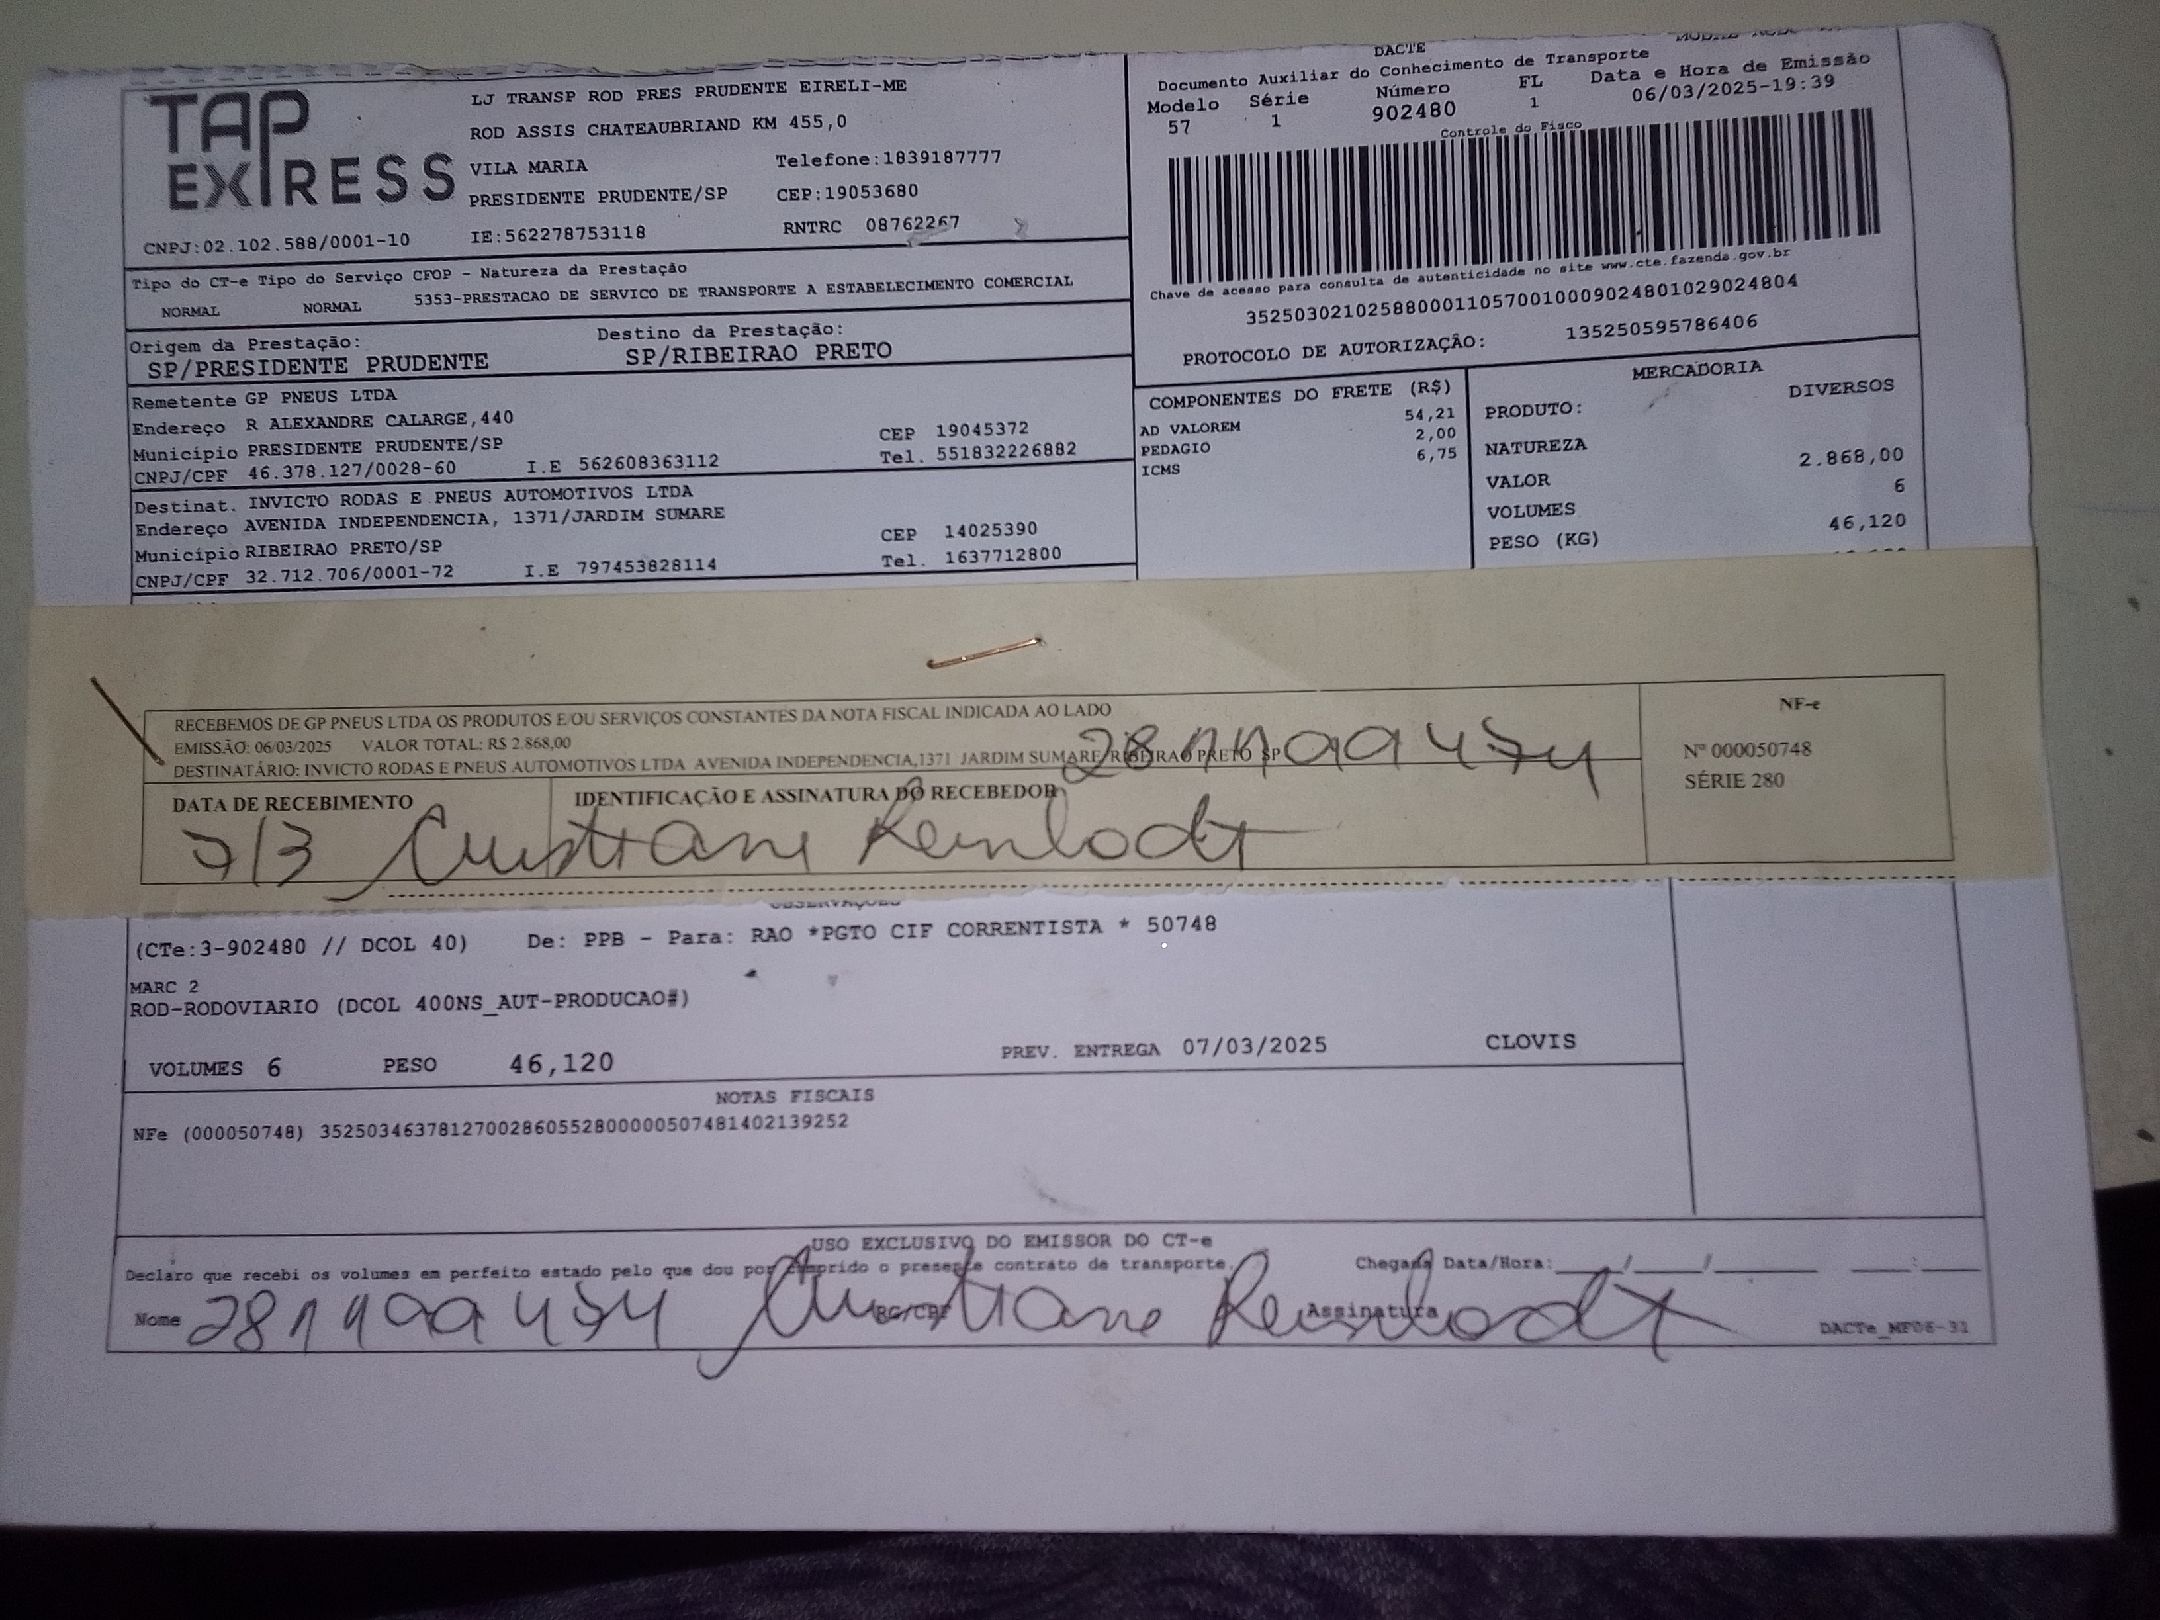 TAP
EXPRESS
LJ TRANSP ROD PRES PRUDENTE EIRELI-ME
ROD ASSIS CHATEAUBRIAND KM 455,0
VILA MARIA Telefone:1839187777
PRESIDENTE PRUDENTE/SP CEP:19053680
CNPJ:02.102.588/0001-10 IE:562278753118 RNTRC 08762267
DACTE
Documento Auxiliar do Conhecimento de Transporte
Modelo Série Número FL Data e Hora de Emissão
57 1 902480 1 06/03/2025-19:39
Controle do Fisco
Chave de acesso para consulta de autenticidade no site www.cte.fazenda.gov.br
35250302102588000110570010009024801029024804
PROTOCOLO DE AUTORIZAÇÃO: 135250595786406
Tipo do CT-e Tipo do Serviço CFOP - Natureza da Prestação
NORMAL NORMAL 5353-PRESTACAO DE SERVICO DE TRANSPORTE A ESTABELECIMENTO COMERCIAL
Origem da Prestação: Destino da Prestação:
SP/PRESIDENTE PRUDENTE SP/RIBEIRAO PRETO
Remetente GP PNEUS LTDA
Endereço R ALEXANDRE CALARGE,440
Município PRESIDENTE PRUDENTE/SP CEP 19045372
CNPJ/CPF 46.378.127/0028-60 I.E 562608363112 Tel. 551832226882
Destinat. INVICTO RODAS E PNEUS AUTOMOTIVOS LTDA
Endereço AVENIDA INDEPENDENCIA, 1371/JARDIM SUMARE
Município RIBEIRAO PRETO/SP CEP 14025390
CNPJ/CPF 32.712.706/0001-72 I.E 797453828114 Tel. 1637712800
COMPONENTES DO FRETE (R$)
54,21
AD VALOREM 2,00
PEDAGIO 6,75
ICMS
MERCADORIA
PRODUTO: DIVERSOS
NATUREZA
VALOR 2.868,00
VOLUMES 6
PESO (KG) 46,120
RECEBEMOS DE GP PNEUS LTDA OS PRODUTOS E/OU SERVIÇOS CONSTANTES DA NOTA FISCAL INDICADA AO LADO
EMISSÃO: 06/03/2025 VALOR TOTAL: R$ 2.868,00
DESTINATÁRIO: INVICTO RODAS E PNEUS AUTOMOTIVOS LTDA AVENIDA INDEPENDENCIA,1371 JARDIM SUMARE RIBEIRAO PRETO SP
DATA DE RECEBIMENTO IDENTIFICAÇÃO E ASSINATURA DO RECEBEDOR
7/3 Cristiane
NF-e
Nº 000050748
SÉRIE 280
OBSERVAÇOES
(CTe:3-902480 // DCOL 40) De: PPB - Para: RAO *PGTO CIF CORRENTISTA * 50748
MARC 2
ROD-RODOVIARIO (DCOL 400NS_AUT-PRODUCAO#)
VOLUMES 6 PESO 46,120 PREV. ENTREGA 07/03/2025 CLOVIS
NOTAS FISCAIS
NFe (000050748) 35250346378127002860552800000507481402139252
USO EXCLUSIVO DO EMISSOR DO CT-e
Declaro que recebi os volumes em perfeito estado pelo que dou por cumprido o presente contrato de transporte. Chegada Data/Hora:____/____/______ ____:____
Nome RG/CPF Cristiane Assinatura
DACTe_MF06-31